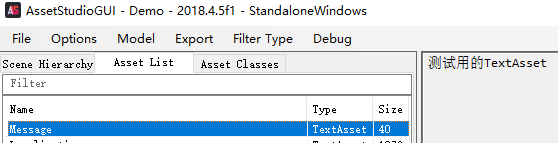 AssetStudioGUI - Demo - 2018.4.5f1 - StandaloneWindows
File Options Model Export Filter Type Debug
Scene Hierarchy Asset List Asset Classes
测试用的TextAsset
Filter
Name Type Size
Message TextAsset 40